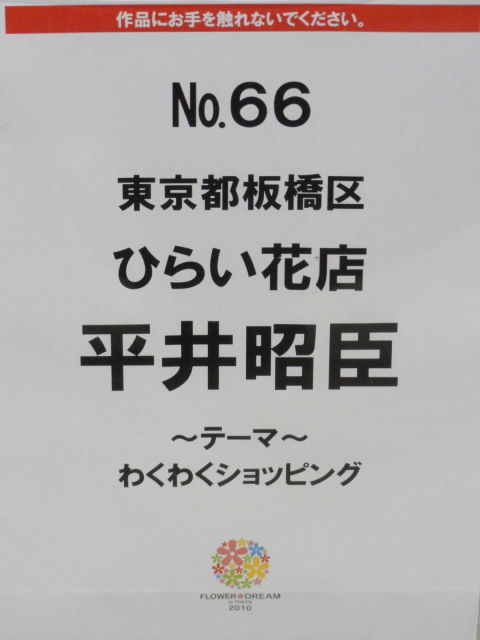 作品にお手を触れないでください。
No.66
東京都板橋区
ひらい花店
平井昭臣
～テーマ～
わくわくショッピング
FLOWER★DREAM
in TOKYO
2010